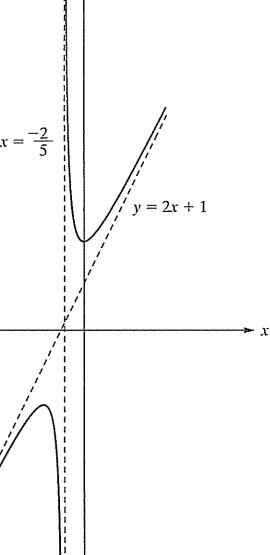 x = -2/5
y = 2x + 1
x